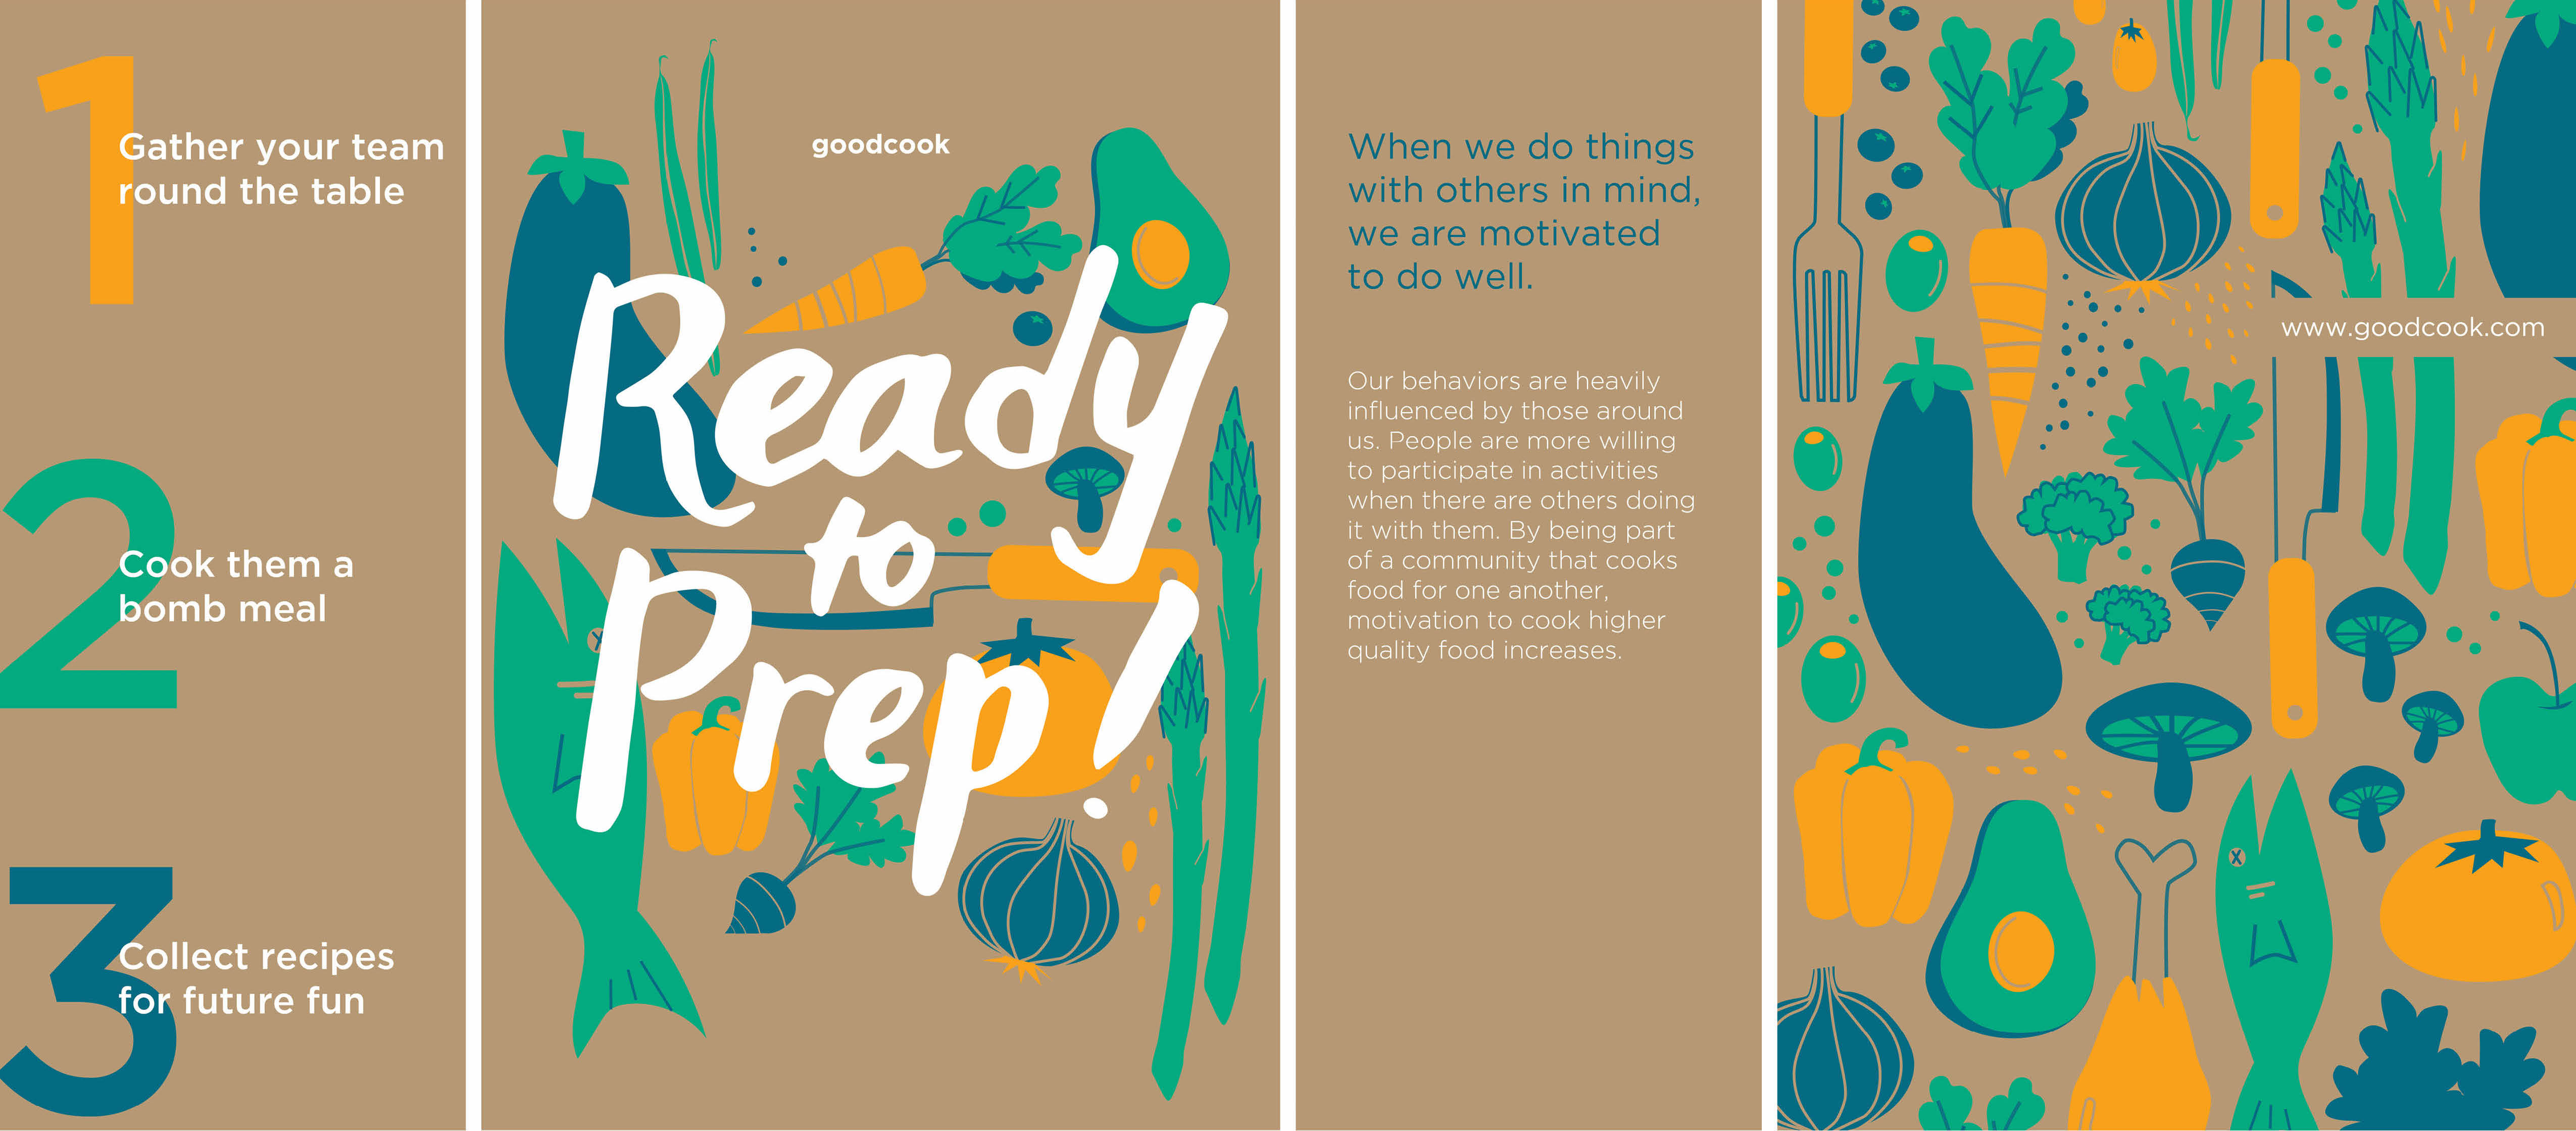 1
Gather your team
round the table
2
Cook them a
bomb meal
3
Collect recipes
for future fun
goodcook
Ready
to
Prep!
When we do things
with others in mind,
we are motivated
to do well.
Our behaviors are heavily
influenced by those around
us. People are more willing
to participate in activities
when there are others doing
it with them. By being part
of a community that cooks
food for one another,
motivation to cook higher
quality food increases.
www.goodcook.com